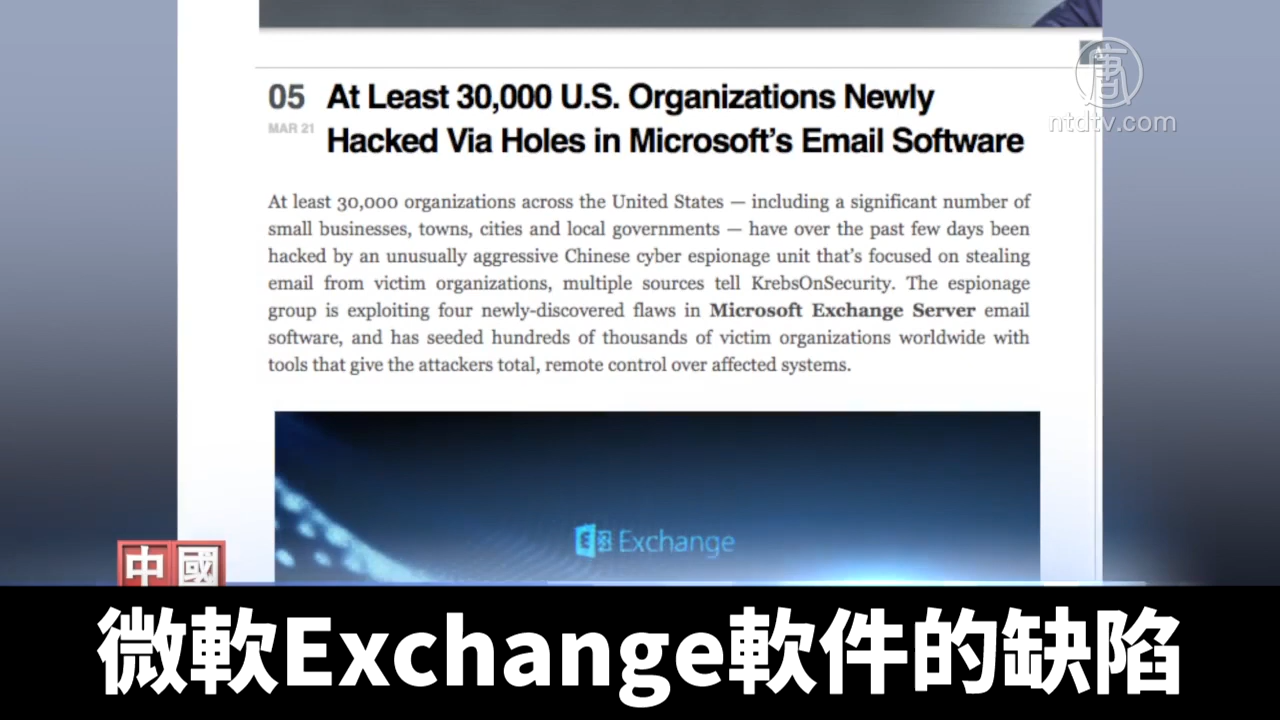 唐
ntdtv.com
05
MAR 21
At Least 30,000 U.S. Organizations Newly
Hacked Via Holes in Microsoft’s Email Software
At least 30,000 organizations across the United States — including a significant number of
small businesses, towns, cities and local governments — have over the past few days been
hacked by an unusually aggressive Chinese cyber espionage unit that’s focused on stealing
email from victim organizations, multiple sources tell KrebsOnSecurity. The espionage
group is exploiting four newly-discovered flaws in Microsoft Exchange Server email
software, and has seeded hundreds of thousands of victim organizations worldwide with
tools that give the attackers total, remote control over affected systems.
Exchange
中國
微軟Exchange軟件的缺陷